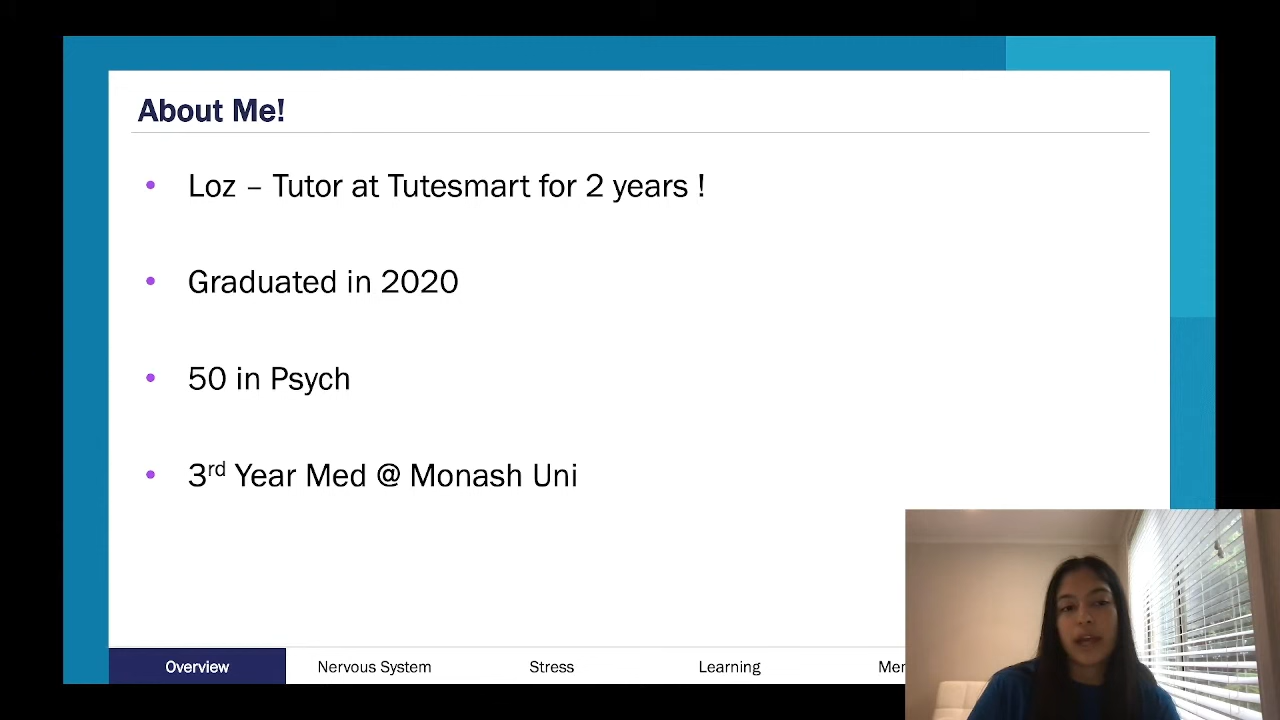 About Me!
• Loz – Tutor at Tutesmart for 2 years !
• Graduated in 2020
• 50 in Psych
• 3rd Year Med @ Monash Uni
Overview Nervous System Stress Learning